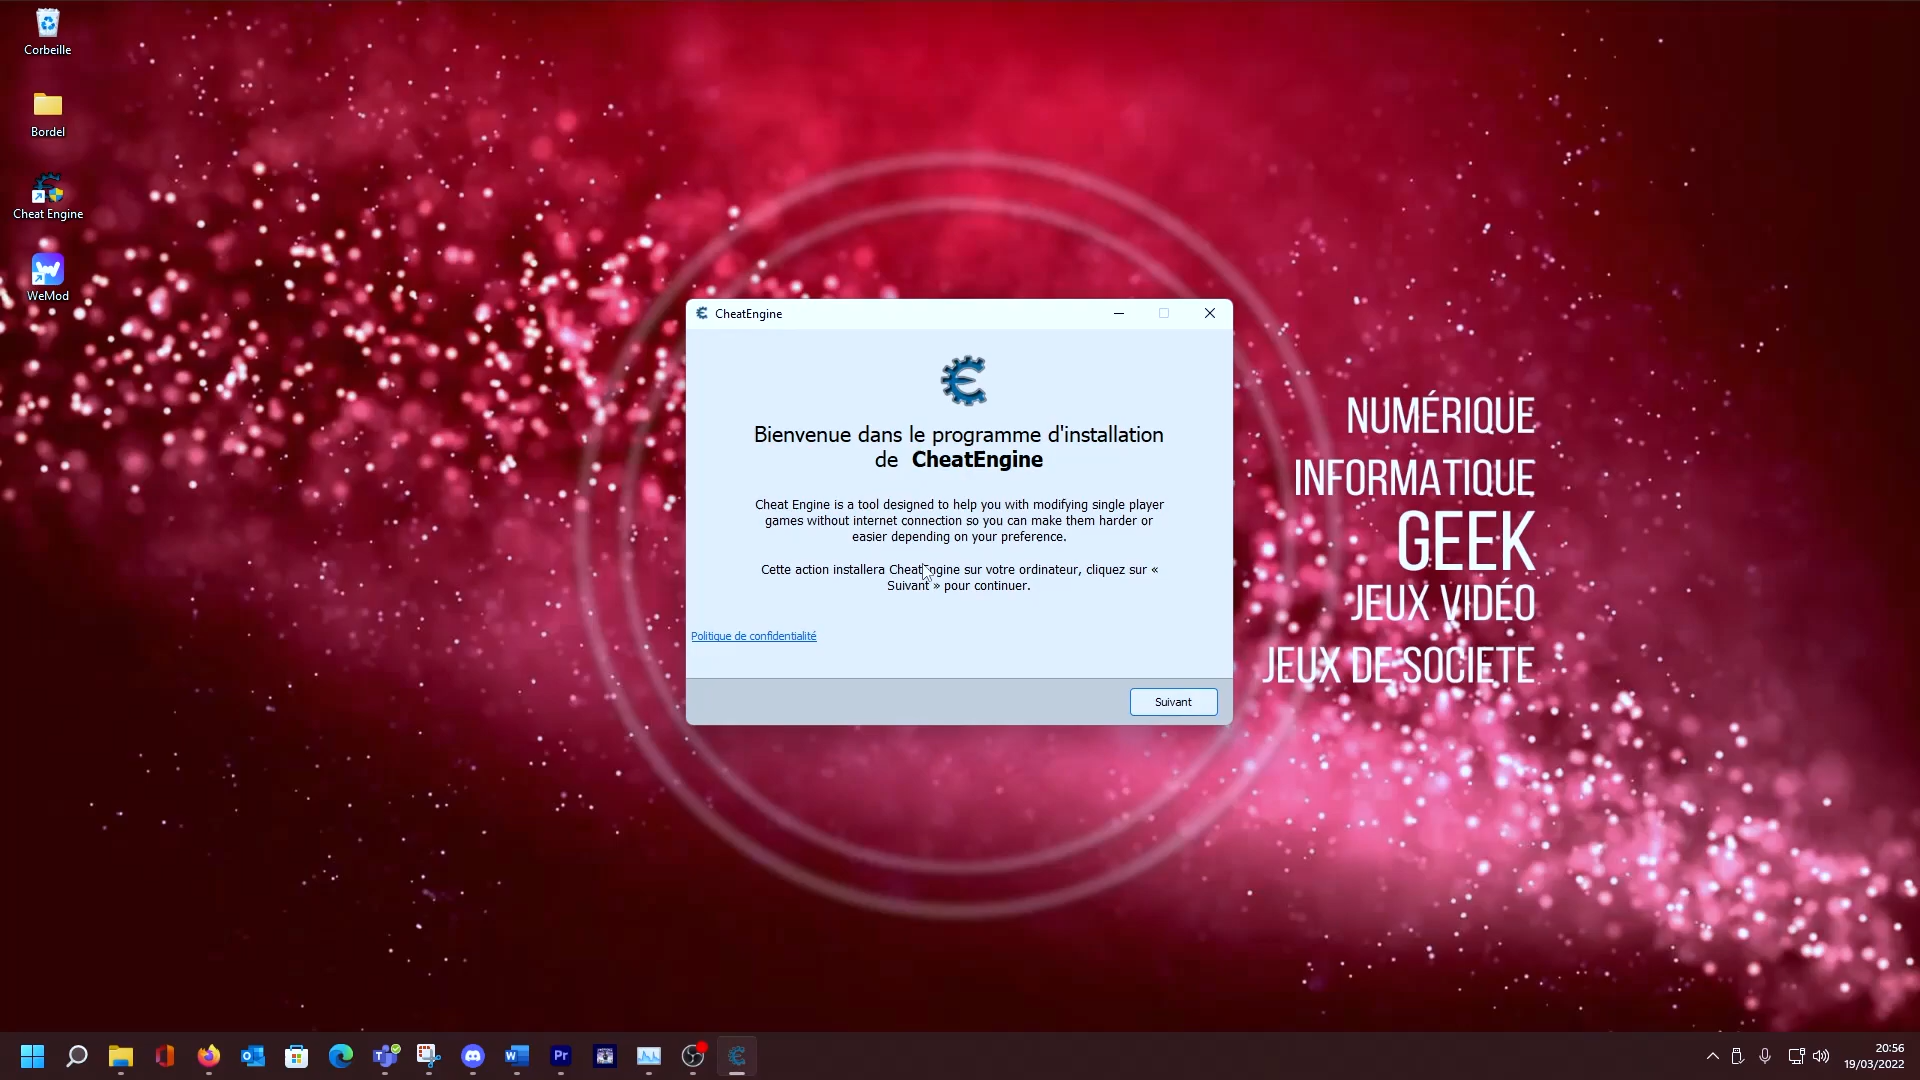 Corbeille
Bordel
Cheat Engine
WeMod
CheatEngine
Bienvenue dans le programme d'installation
de CheatEngine
Cheat Engine is a tool designed to help you with modifying single player
games without internet connection so you can make them harder or
easier depending on your preference.
Cette action installera CheatEngine sur votre ordinateur, cliquez sur «
Suivant » pour continuer.
Politique de confidentialité
Suivant
NUMÉRIQUE
INFORMATIQUE
GEEK
JEUX VIDÉO
JEUX DE SOCIETE
Pr
20:56
19/03/2022